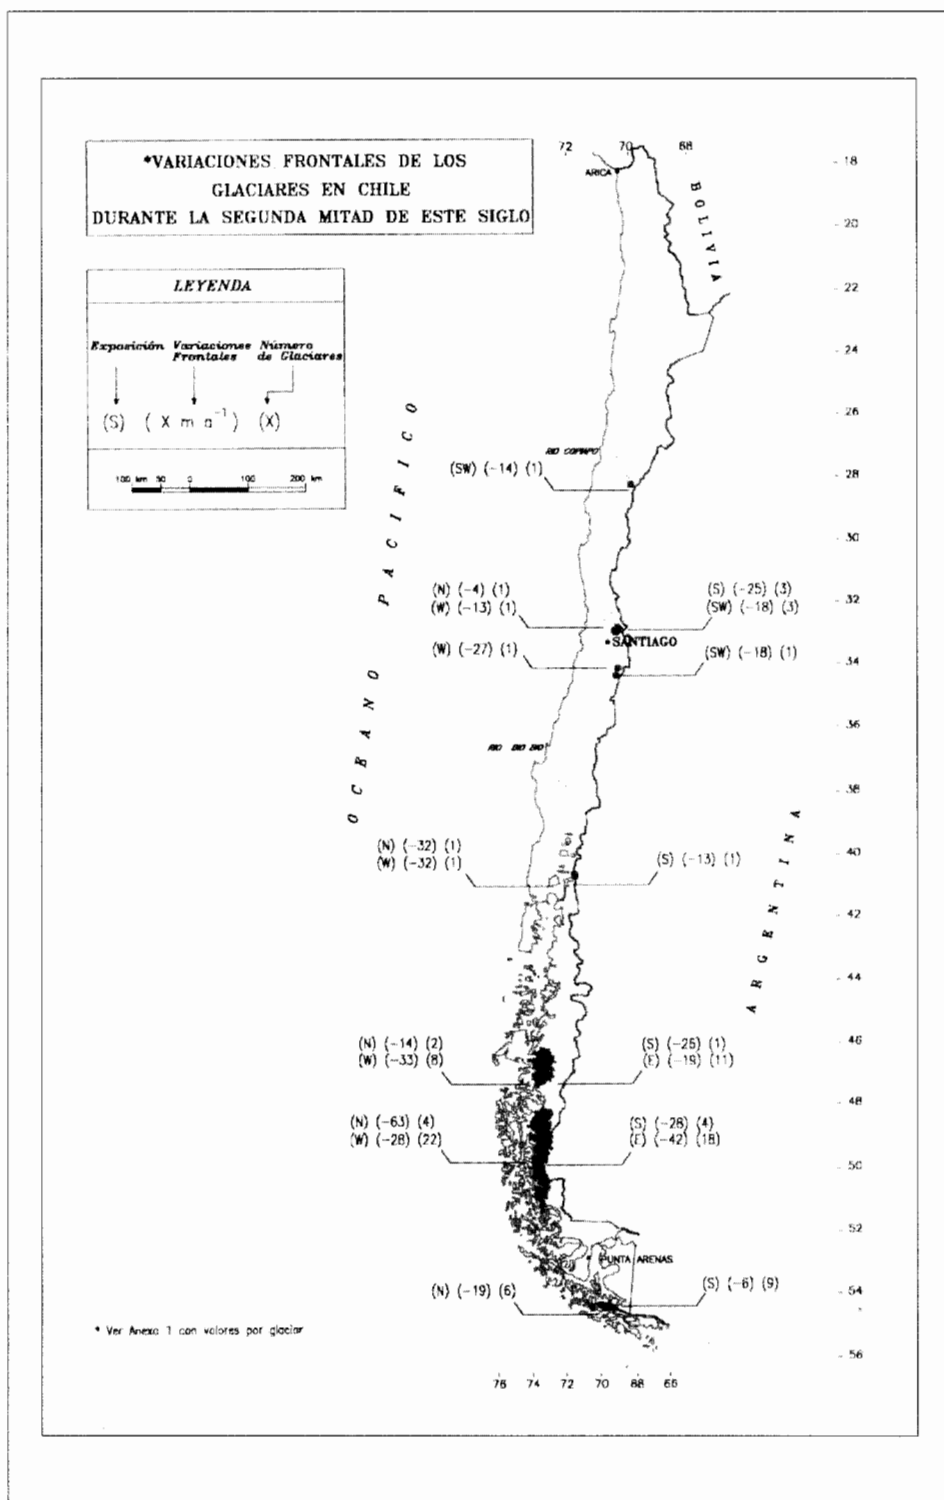 *VARIACIONES FRONTALES DE LOS
GLACIARES EN CHILE
DURANTE LA SEGUNDA MITAD DE ESTE SIGLO
LEYENDA
Exposición Variaciones Frontales Número de Glaciares
(S) ( X m a⁻¹) (X)
100 km 50 0 100 200 km
72 70 68
ARICA
BOLIVIA
- 18
- 20
- 22
- 24
- 26
- 28
- 30
- 32
- 34
- 36
- 38
- 40
- 42
- 44
- 46
- 48
- 50
- 52
- 54
- 56
OCEANO PACIFICO
RIO COPIAPO
(SW) (-14) (1)
(N) (-4) (1)
(W) (-13) (1)
(S) (-25) (3)
(SW) (-18) (3)
SANTIAGO
(W) (-27) (1)
(SW) (-18) (1)
RIO BIO BIO
ARGENTINA
(N) (-32) (1)
(W) (-32) (1)
(S) (-13) (1)
(N) (-14) (2)
(W) (-33) (8)
(S) (-26) (1)
(E) (-19) (11)
(N) (-63) (4)
(W) (-28) (22)
(S) (-28) (4)
(E) (-42) (18)
PUNTA ARENAS
(N) (-19) (6)
(S) (-6) (9)
* Ver Anexo 1 con valores por glaciar
76 74 72 70 68 66